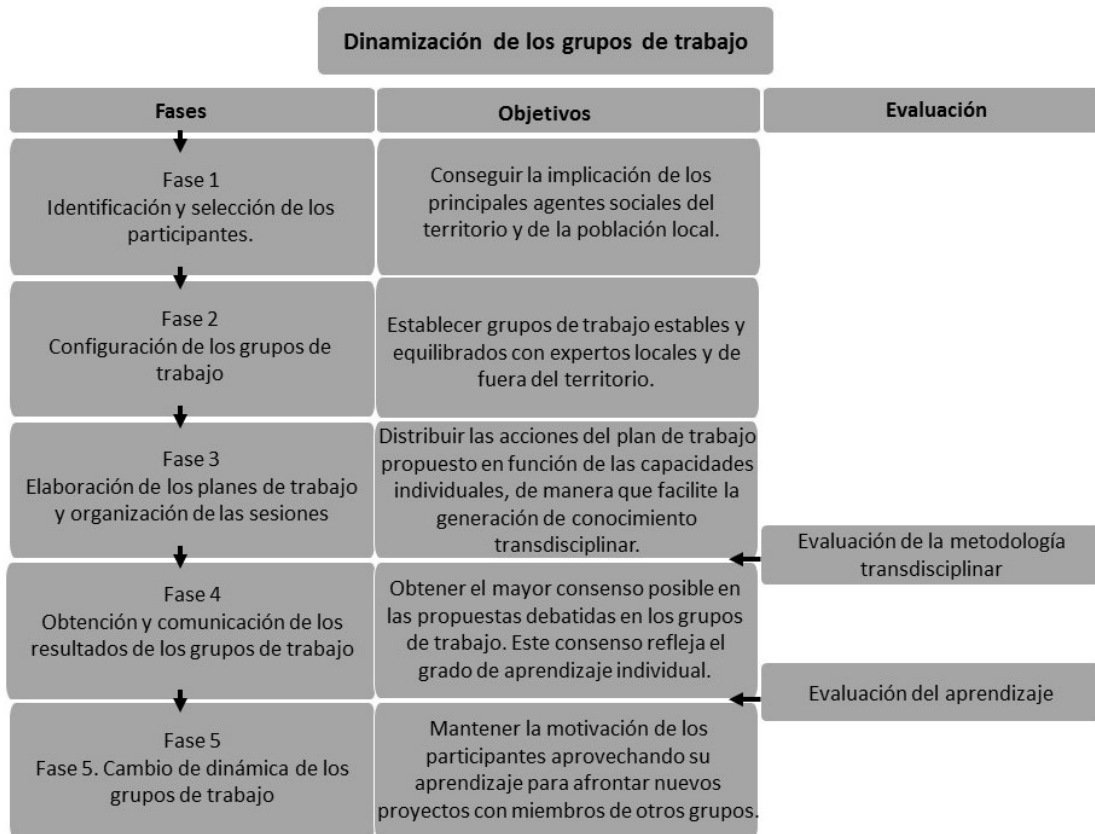 Dinamización de los grupos de trabajo
Fases
Objetivos
Evaluación
Fase 1
Identificación y selección de los
participantes.
Conseguir la implicación de los
principales agentes sociales del
territorio y de la población local.
Fase 2
Configuración de los grupos de
trabajo
Establecer grupos de trabajo estables y
equilibrados con expertos locales y de
fuera del territorio.
Fase 3
Elaboración de los planes de trabajo
y organización de las sesiones
Distribuir las acciones del plan de trabajo
propuesto en función de las capacidades
individuales, de manera que facilite la
generación de conocimiento
transdisciplinar.
Evaluación de la metodología
transdisciplinar
Fase 4
Obtención y comunicación de los
resultados de los grupos de trabajo
Obtener el mayor consenso posible en
las propuestas debatidas en los grupos
de trabajo. Este consenso refleja el
grado de aprendizaje individual.
Evaluación del aprendizaje
Fase 5
Fase 5. Cambio de dinámica de los
grupos de trabajo
Mantener la motivación de los
participantes aprovechando su
aprendizaje para afrontar nuevos
proyectos con miembros de otros grupos.